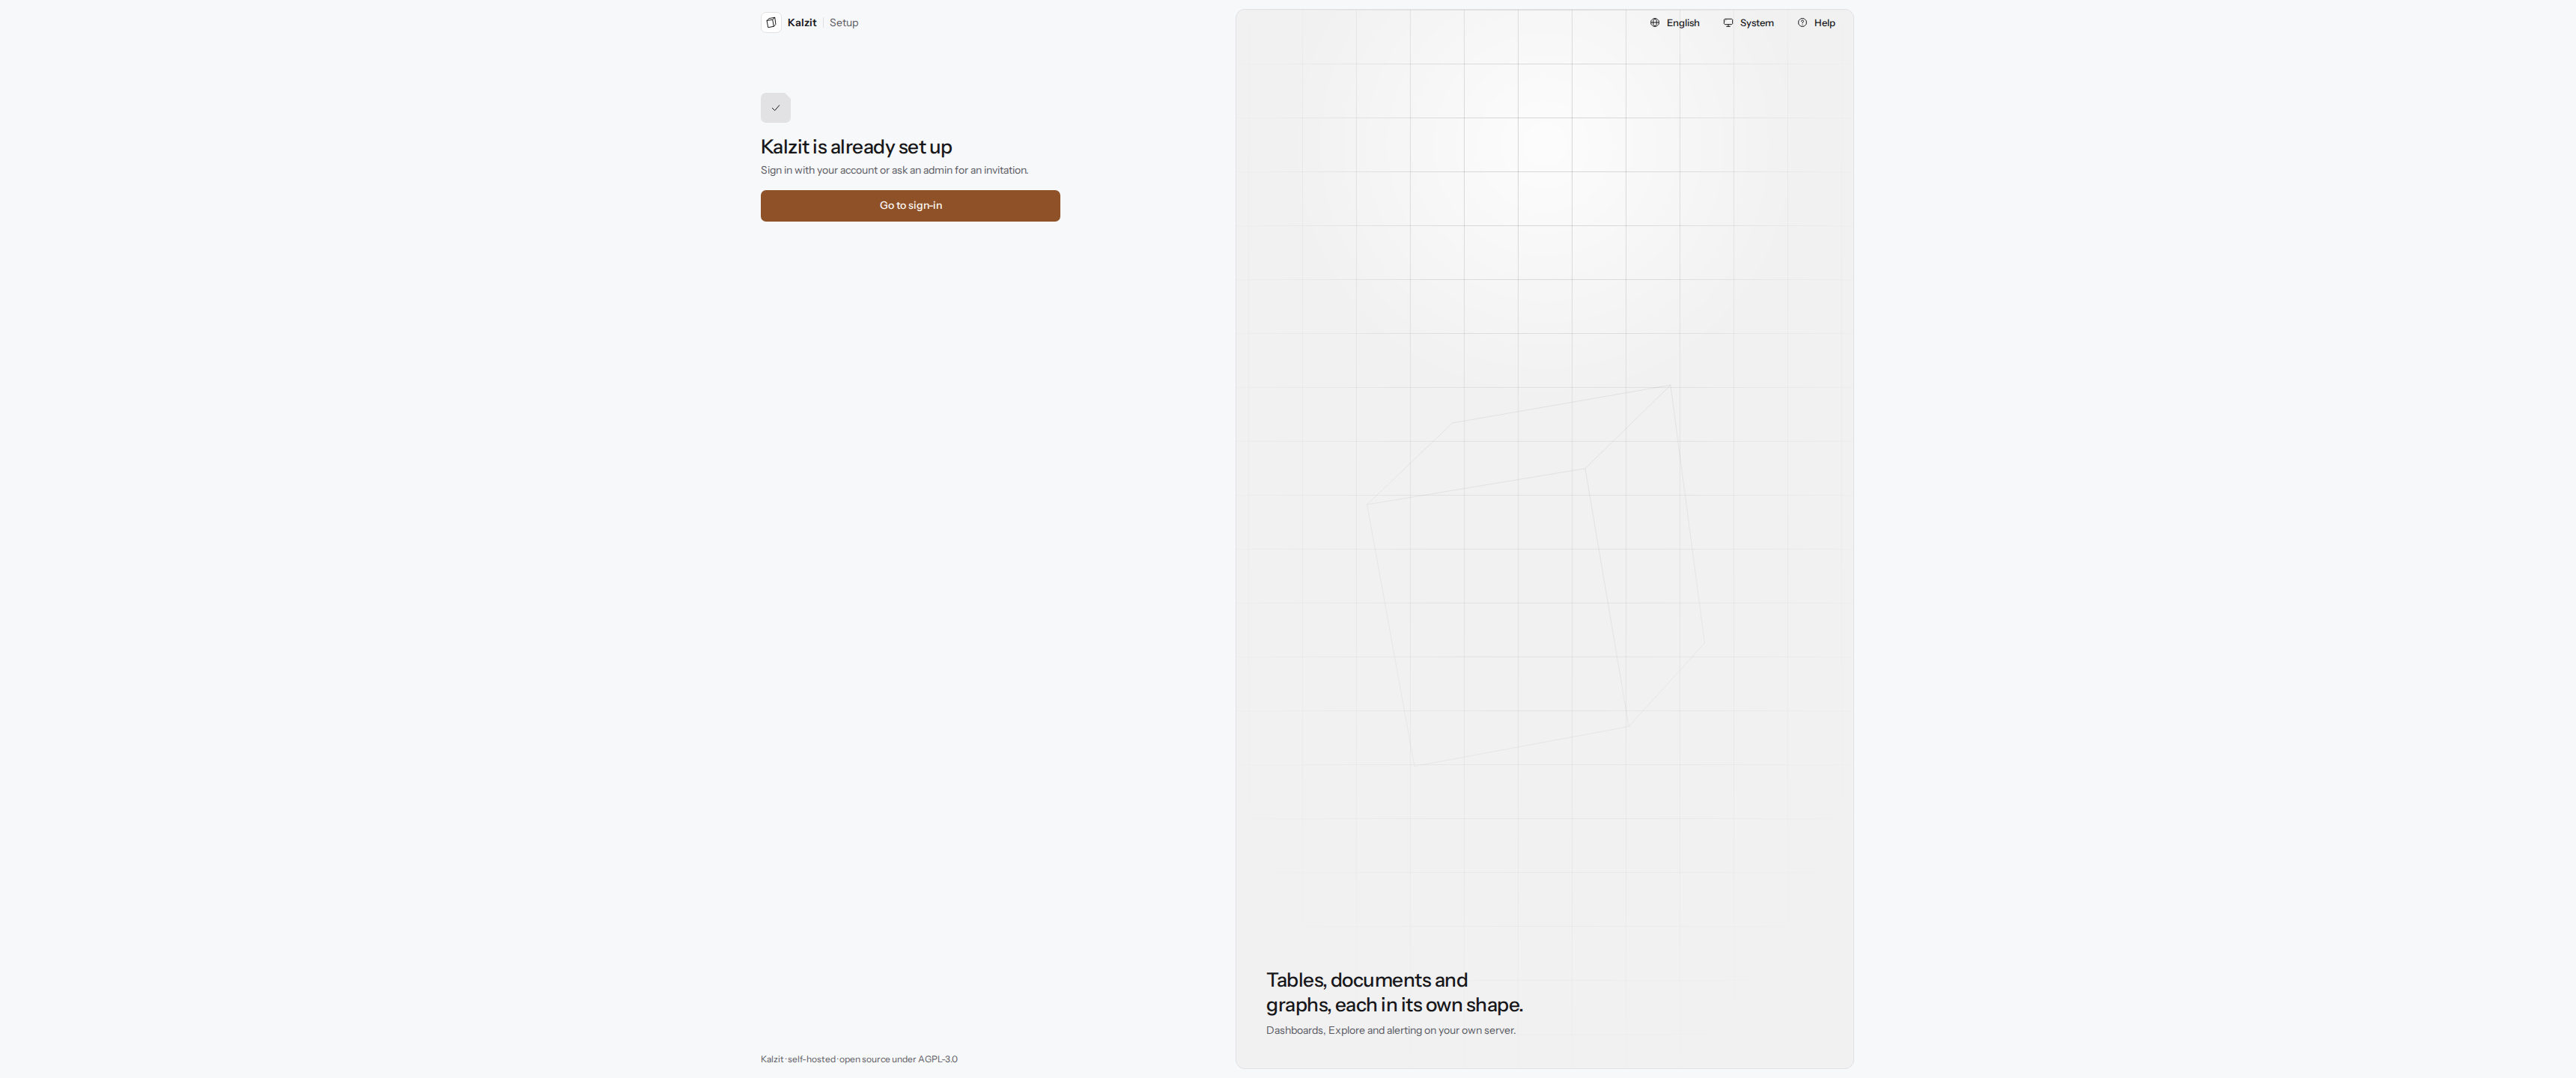 Kalzit Setup
English System Help
Kalzit is already set up
Sign in with your account or ask an admin for an invitation.
Go to sign-in
Tables, documents and
graphs, each in its own shape.
Dashboards, Explore and alerting on your own server.
Kalzit · self-hosted · open source under AGPL-3.0